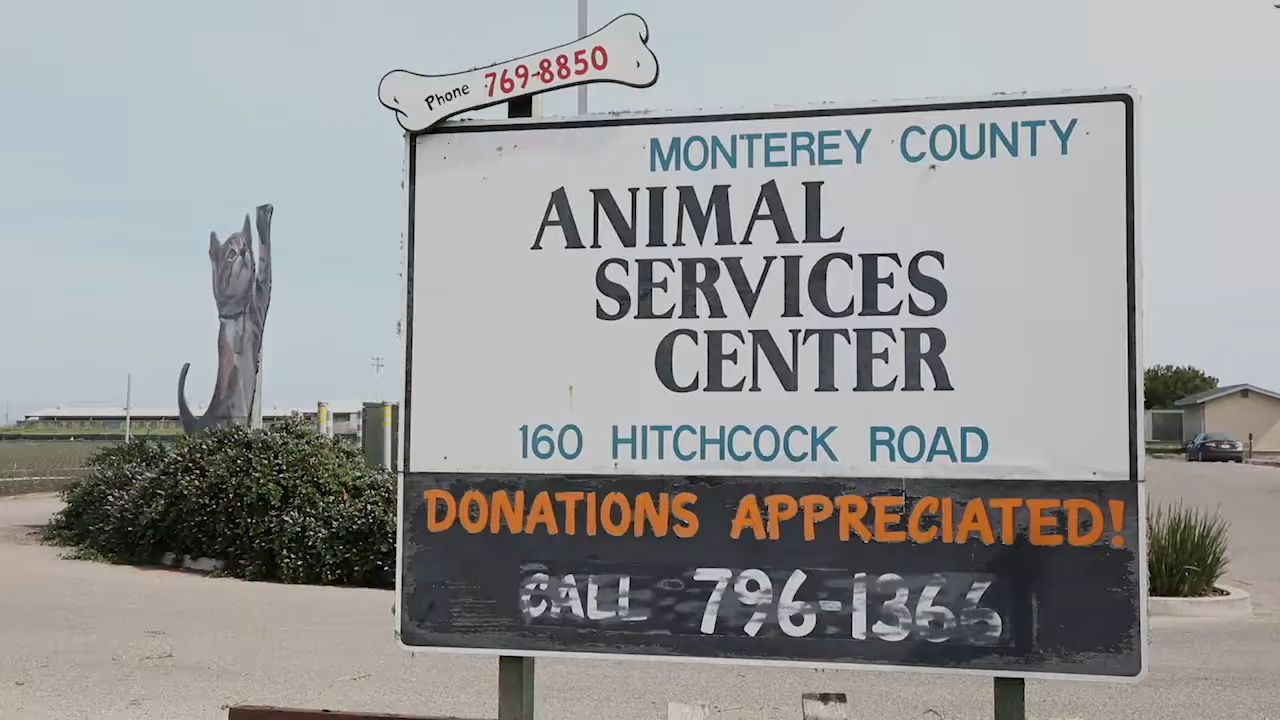 Phone 769-8850
MONTEREY COUNTY
ANIMAL
SERVICES
CENTER
160 HITCHCOCK ROAD
DONATIONS APPRECIATED!
CALL 796-1366